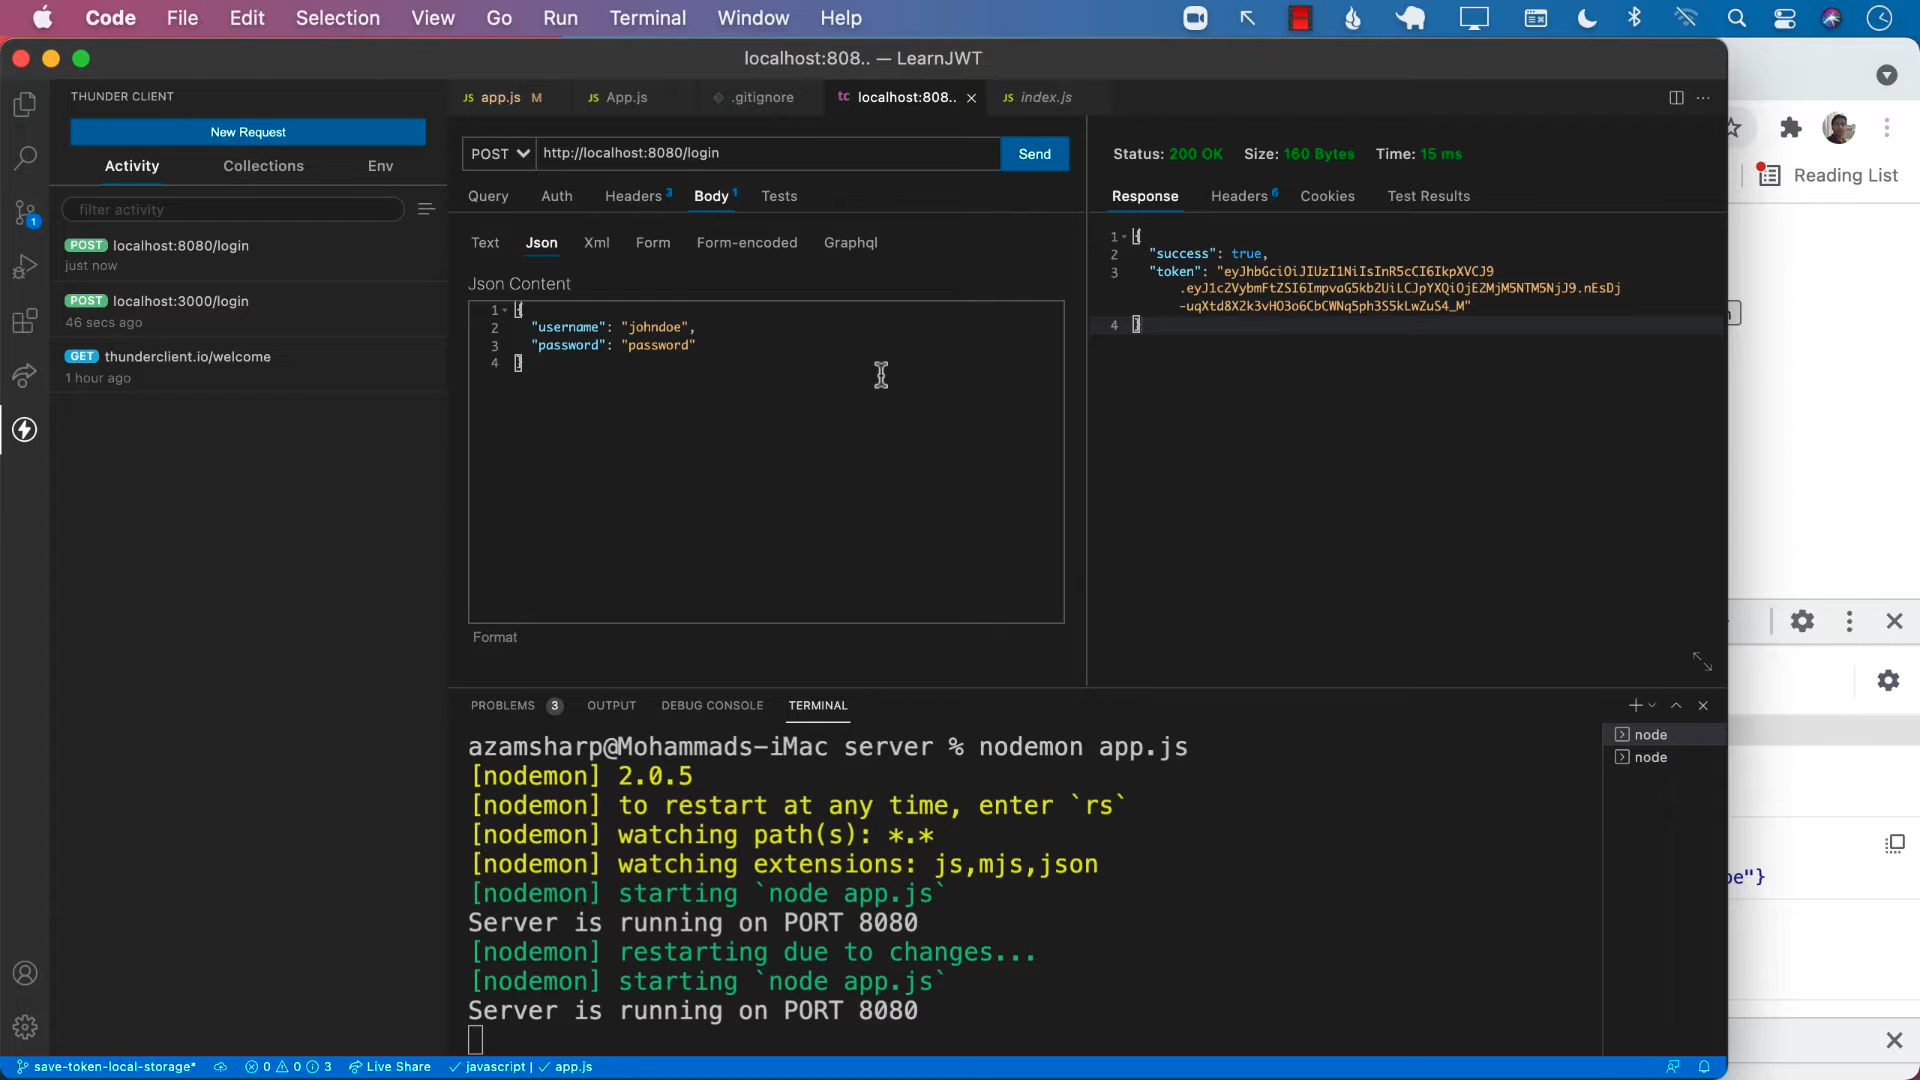 Code File Edit Selection View Go Run Terminal Window Help
localhost:808.. — LearnJWT
THUNDER CLIENT
New Request
Activity Collections Env
filter activity
POST localhost:8080/login
just now
POST localhost:3000/login
46 secs ago
GET thunderclient.io/welcome
1 hour ago
1
JS app.js M JS App.js .gitignore tc localhost:808.. JS index.js
POST http://localhost:8080/login Send
Query Auth Headers 3 Body 1 Tests
Text Json Xml Form Form-encoded Graphql
Json Content
1 {
2 "username": "johndoe",
3 "password": "password"
4 }
Format
Status: 200 OK Size: 160 Bytes Time: 15 ms
Response Headers 6 Cookies Test Results
1 {
2 "success": true,
3 "token": "eyJhbGciOiJIUzI1NiIsInR5cCI6IkpXVCJ9
.eyJ1c2VybmFtZSI6ImpvaG5kb2UiLCJpYXQiOjE2MjM5NTM5NjJ9.nEsDj
-uqXtd8X2k3vHO3o6CbCWNq5ph3S5kLwZuS4_M"
4 }
PROBLEMS 3 OUTPUT DEBUG CONSOLE TERMINAL
azamsharp@Mohammads-iMac server % nodemon app.js
[nodemon] 2.0.5
[nodemon] to restart at any time, enter `rs`
[nodemon] watching path(s): *.*
[nodemon] watching extensions: js,mjs,json
[nodemon] starting `node app.js`
Server is running on PORT 8080
[nodemon] restarting due to changes...
[nodemon] starting `node app.js`
Server is running on PORT 8080
node
node
save-token-local-storage* 0 0 3 Live Share javascript | app.js
Reading List
oe"}